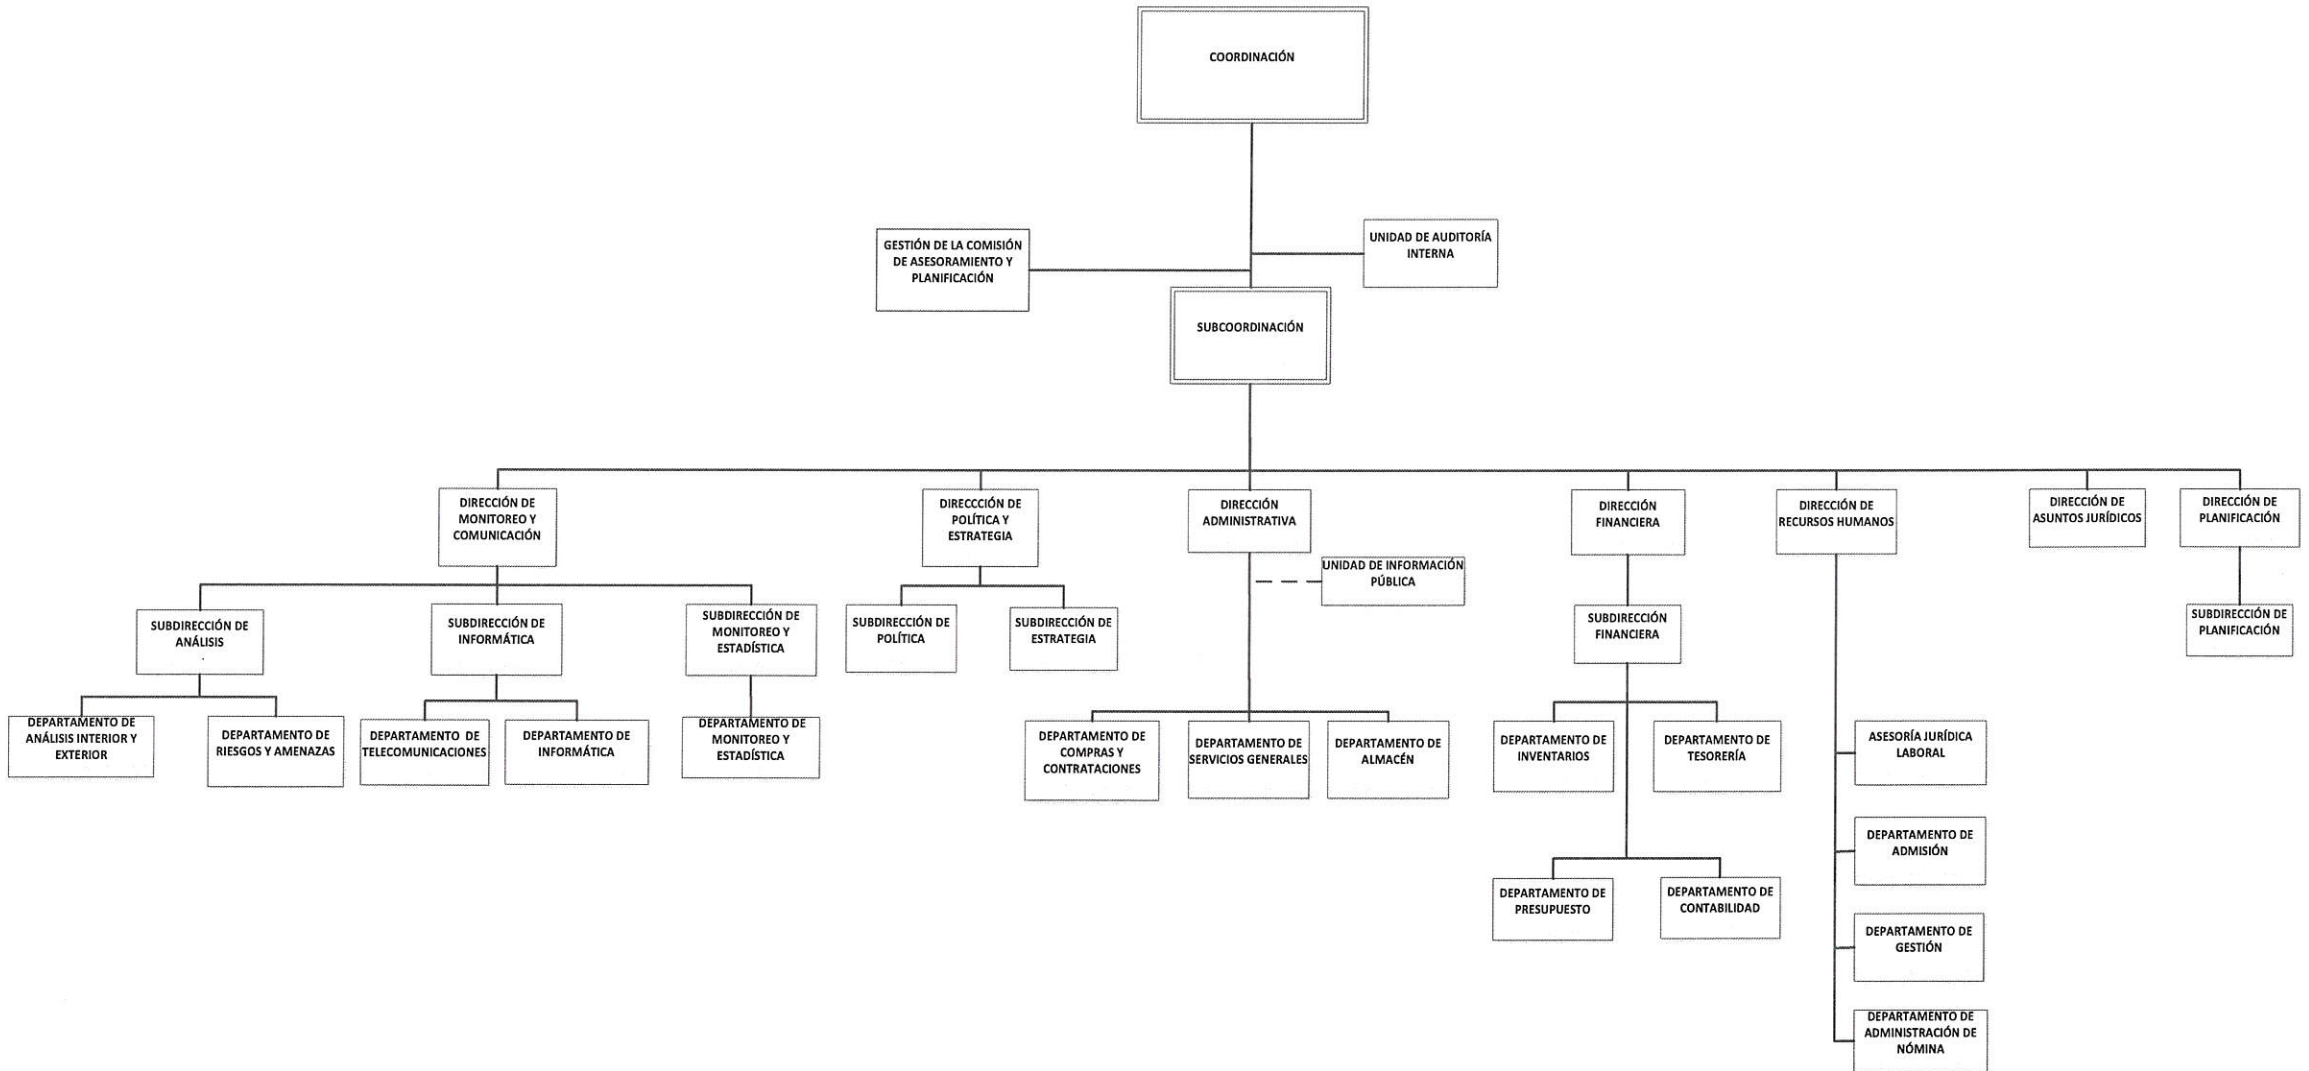 COORDINACIÓN
GESTIÓN DE LA COMISIÓN
DE ASESORAMIENTO Y
PLANIFICACIÓN
UNIDAD DE AUDITORÍA
INTERNA
SUBCOORDINACIÓN
DIRECCIÓN DE
MONITOREO Y
COMUNICACIÓN
DIRECCCIÓN DE
POLÍTICA Y
ESTRATEGIA
DIRECCIÓN
ADMINISTRATIVA
DIRECCIÓN
FINANCIERA
DIRECCIÓN DE
RECURSOS HUMANOS
DIRECCIÓN DE
ASUNTOS JURÍDICOS
DIRECCIÓN DE
PLANIFICACIÓN
UNIDAD DE INFORMACIÓN
PÚBLICA
SUBDIRECCIÓN DE
ANÁLISIS
SUBDIRECCIÓN DE
INFORMÁTICA
SUBDIRECCIÓN DE
MONITOREO Y
ESTADÍSTICA
SUBDIRECCIÓN DE
POLÍTICA
SUBDIRECCIÓN DE
ESTRATEGIA
SUBDIRECCIÓN
FINANCIERA
SUBDIRECCIÓN DE
PLANIFICACIÓN
DEPARTAMENTO DE
ANÁLISIS INTERIOR Y
EXTERIOR
DEPARTAMENTO DE
RIESGOS Y AMENAZAS
DEPARTAMENTO DE
TELECOMUNICACIONES
DEPARTAMENTO DE
INFORMÁTICA
DEPARTAMENTO DE
MONITOREO Y
ESTADÍSTICA
DEPARTAMENTO DE
COMPRAS Y
CONTRATACIONES
DEPARTAMENTO DE
SERVICIOS GENERALES
DEPARTAMENTO DE
ALMACÉN
DEPARTAMENTO DE
INVENTARIOS
DEPARTAMENTO DE
TESORERÍA
ASESORÍA JURÍDICA
LABORAL
DEPARTAMENTO DE
ADMISIÓN
DEPARTAMENTO DE
PRESUPUESTO
DEPARTAMENTO DE
CONTABILIDAD
DEPARTAMENTO DE
GESTIÓN
DEPARTAMENTO DE
ADMINISTRACIÓN DE
NÓMINA